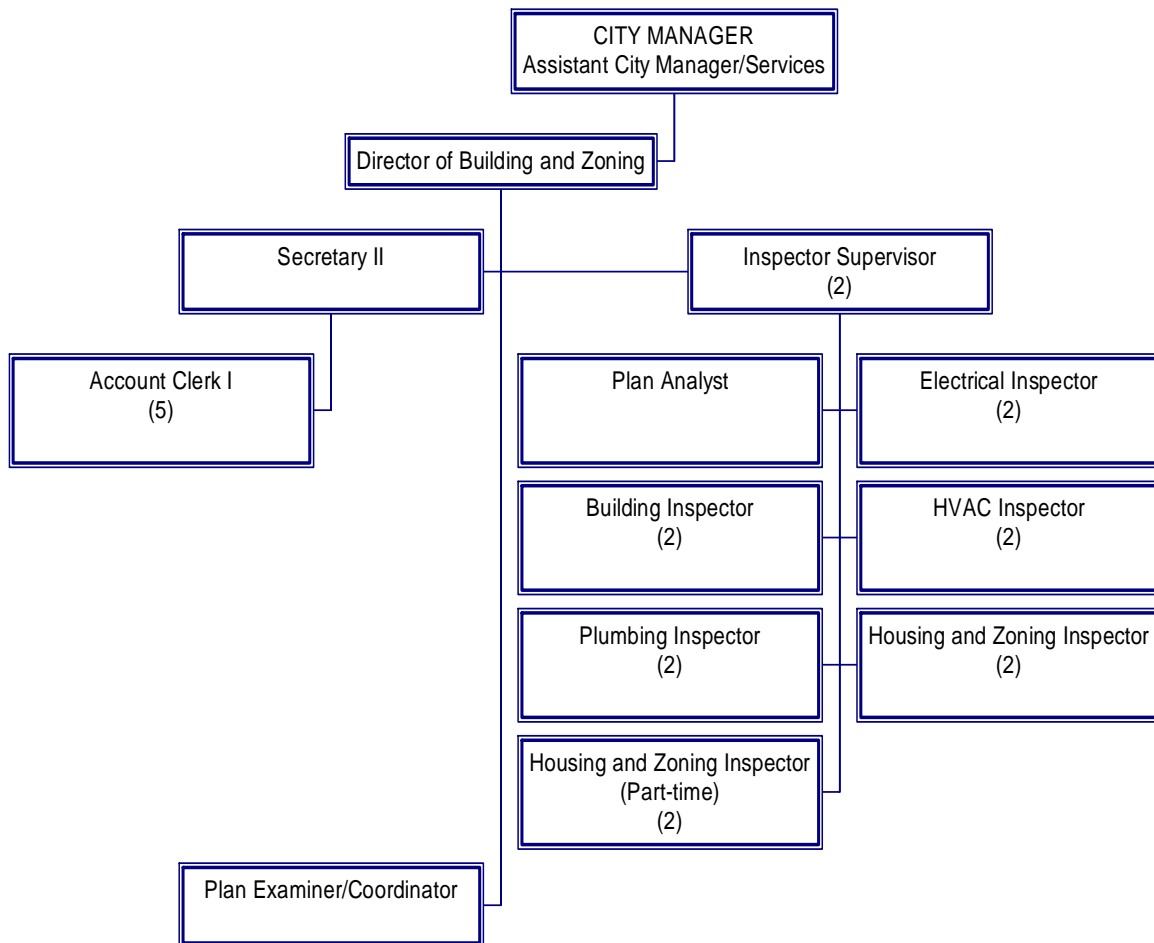 CITY MANAGER
Assistant City Manager/Services
Director of Building and Zoning
Secretary II
Inspector Supervisor
(2)
Account Clerk I
(5)
Plan Analyst
Electrical Inspector
(2)
Building Inspector
(2)
HVAC Inspector
(2)
Plumbing Inspector
(2)
Housing and Zoning Inspector
(2)
Housing and Zoning Inspector
(Part-time)
(2)
Plan Examiner/Coordinator